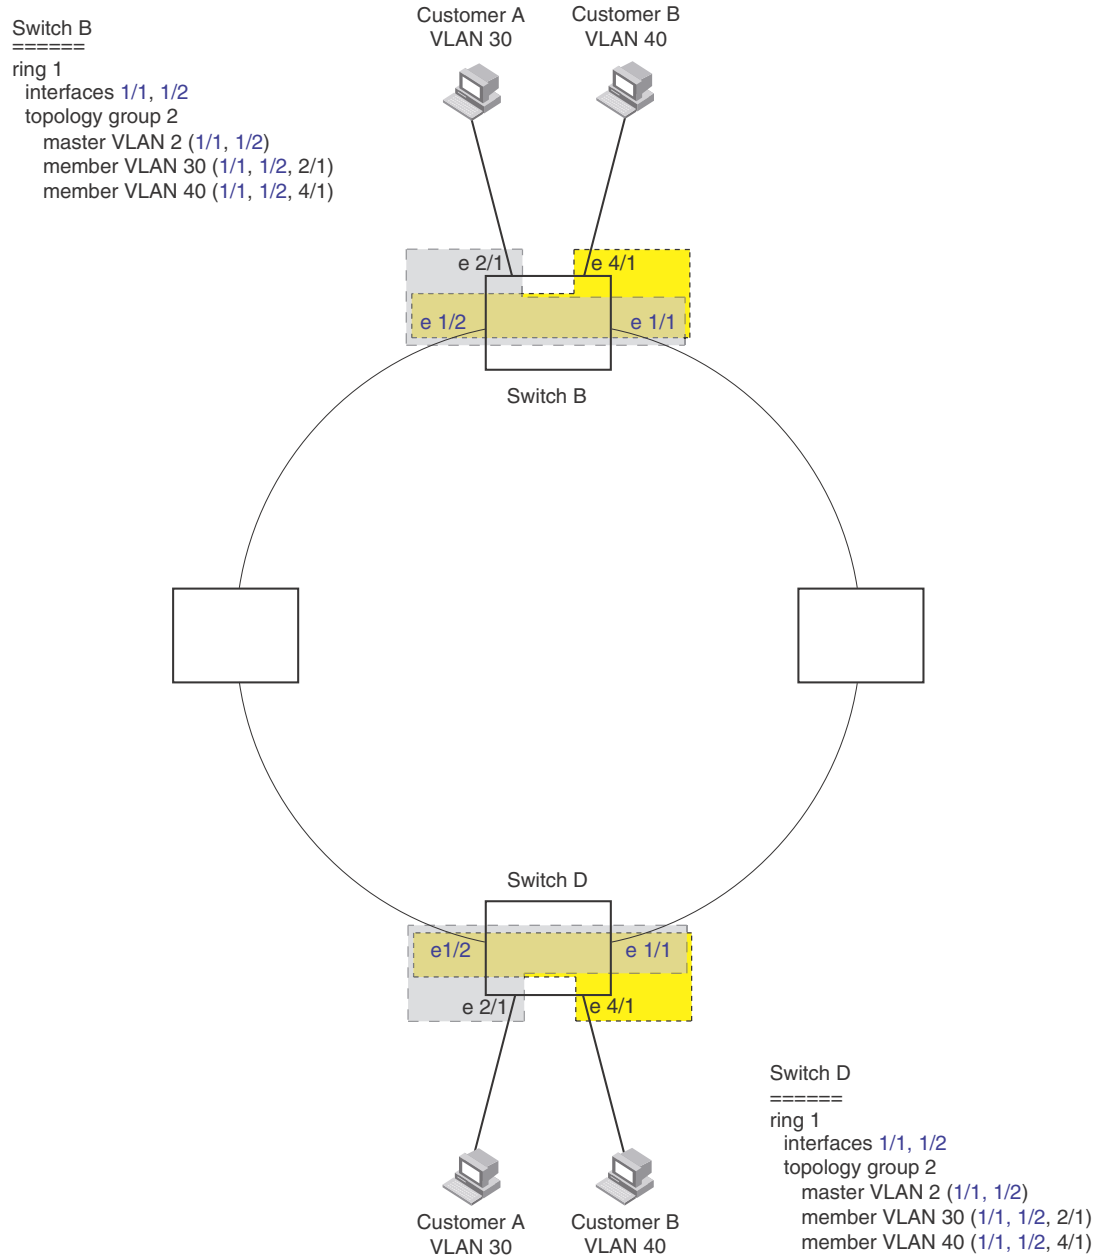 Switch B
======
ring 1
interfaces 1/1, 1/2
topology group 2
master VLAN 2 (1/1, 1/2)
member VLAN 30 (1/1, 1/2, 2/1)
member VLAN 40 (1/1, 1/2, 4/1)
Customer A
VLAN 30
Customer B
VLAN 40
e 2/1
e 4/1
e 1/2
e 1/1
Switch B
Switch D
e1/2
e 1/1
e 2/1
e 4/1
Customer A
VLAN 30
Customer B
VLAN 40
Switch D
======
ring 1
interfaces 1/1, 1/2
topology group 2
master VLAN 2 (1/1, 1/2)
member VLAN 30 (1/1, 1/2, 2/1)
member VLAN 40 (1/1, 1/2, 4/1)